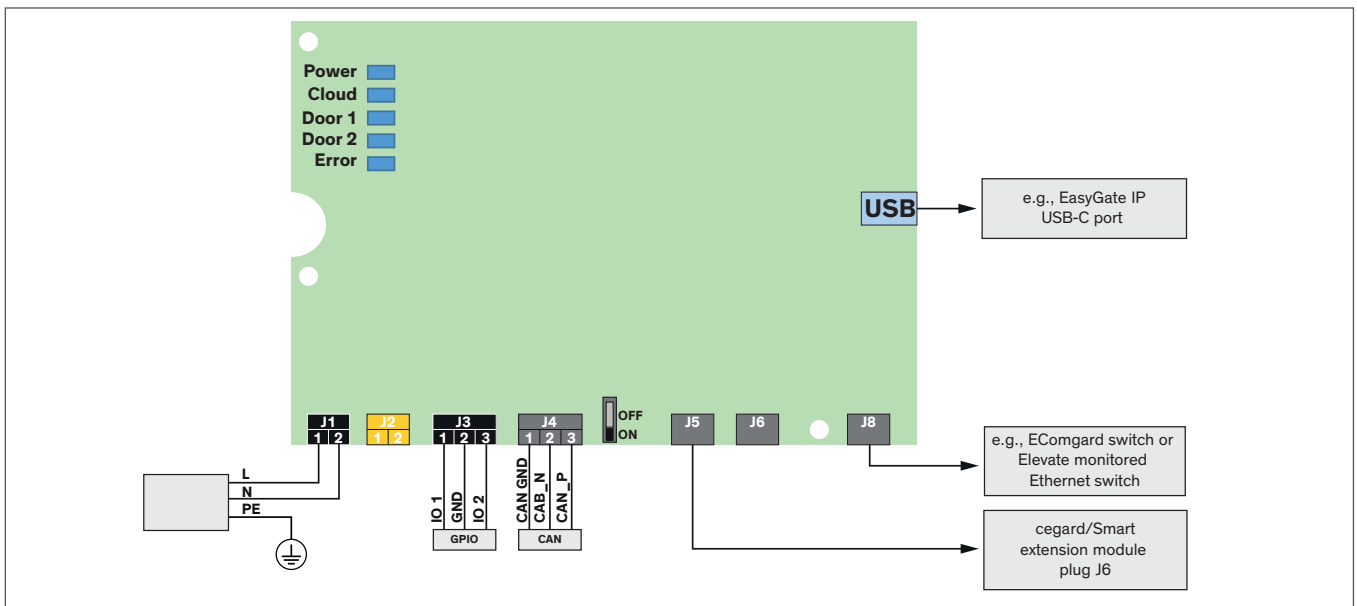 Power
Cloud
Door 1
Door 2
Error
USB
e.g., EasyGate IP
USB-C port
J1
1 2
J2
1 2
J3
1 2 3
J4
1 2 3
OFF
ON
J5
J6
J8
L
N
PE
IO 1
GND
IO 2
GPIO
CAN GND
CAB_N
CAN_P
CAN
e.g., EComgard switch or
Elevate monitored
Ethernet switch
cegard/Smart
extension module
plug J6